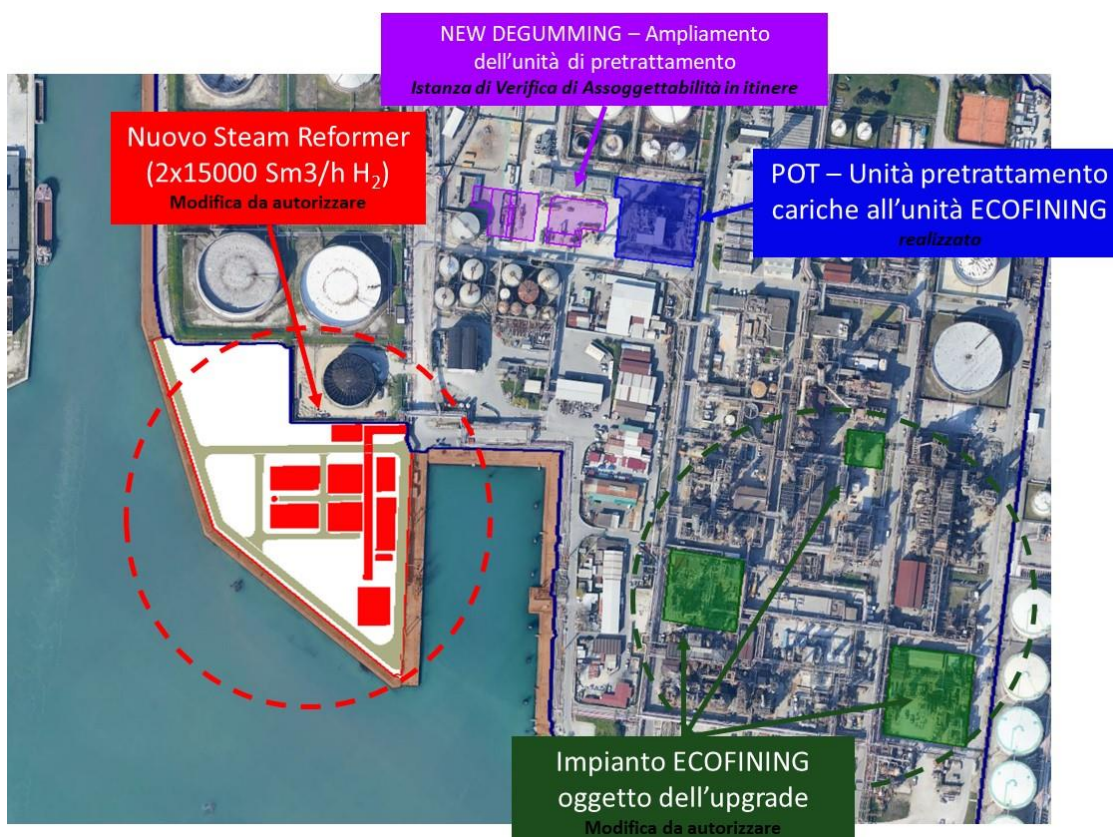 NEW DEGUMMING – Ampliamento
dell'unità di pretrattamento
Istanza di Verifica di Assoggettabilità in itinere
Nuovo Steam Reformer
(2x15000 Sm3/h H₂)
Modifica da autorizzare
POT – Unità pretrattamento
cariche all'unità ECOFINING
realizzato
Impianto ECOFINING
oggetto dell'upgrade
Modifica da autorizzare